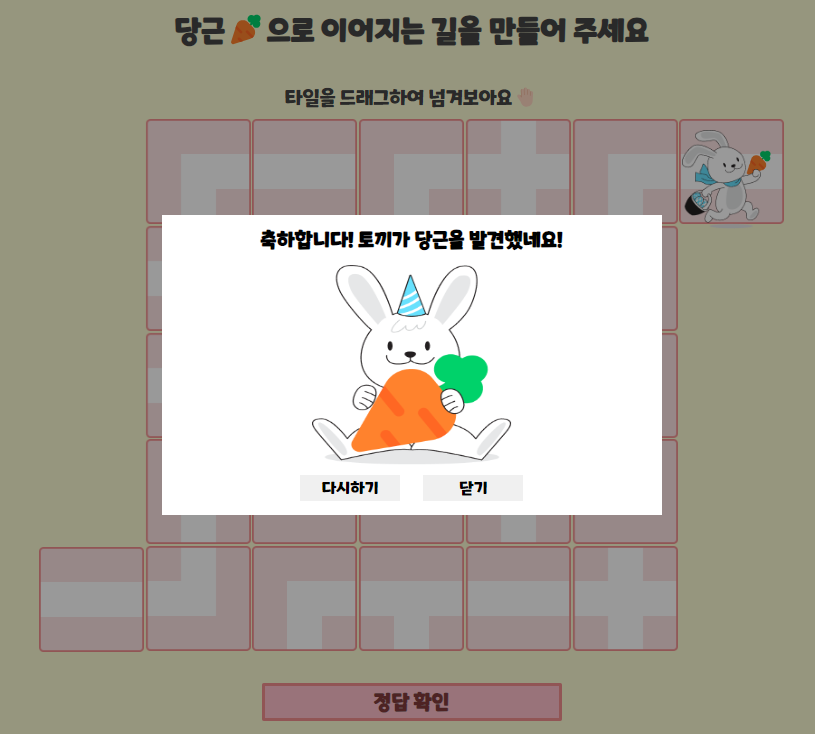 당근 🥕 으로 이어지는 길을 만들어 주세요
타일을 드래그하여 넘겨보아요 🤚
축하합니다! 토끼가 당근을 발견했네요!
다시하기 닫기
정답 확인